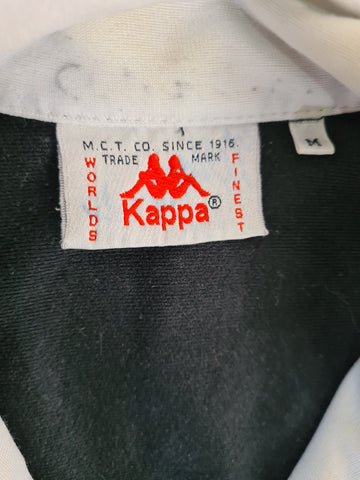 M.C.T. CO. SINCE 1916.
TRADE MARK
WORLDS
FINEST
Kappa®
M